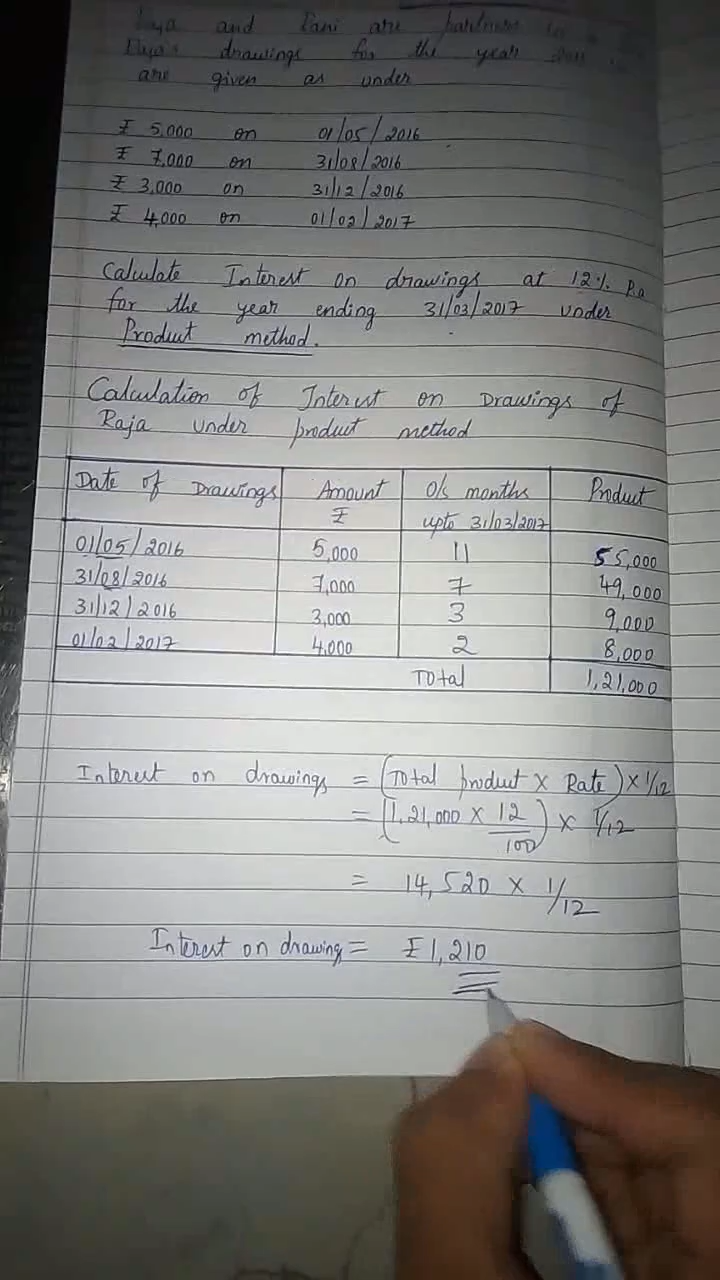 and Rani are partners in a
drawings for the year
are given as under
₹ 5,000 on 01/05/2016
₹ 7,000 on 31/08/2016
₹ 3,000 on 31/12/2016
₹ 4,000 on 01/02/2017
Calculate Interest on drawings at 12% Pa
for the year ending 31/03/2017 under
Product method.
Calculation of Interest on Drawings of
Raja under product method
Date of Drawings Amount ₹ O/s months upto 31/03/2017 Product
01/05/2016 5,000 11 55,000
31/08/2016 7,000 7 49,000
31/12/2016 3,000 3 9,000
01/02/2017 4,000 2 8,000
Total 1,21,000
Interest on drawings = (Total product X Rate) X 1/12
= (1,21,000 X 12/100) X 1/12
= 14,520 X 1/12
Interest on drawing = ₹ 1,210